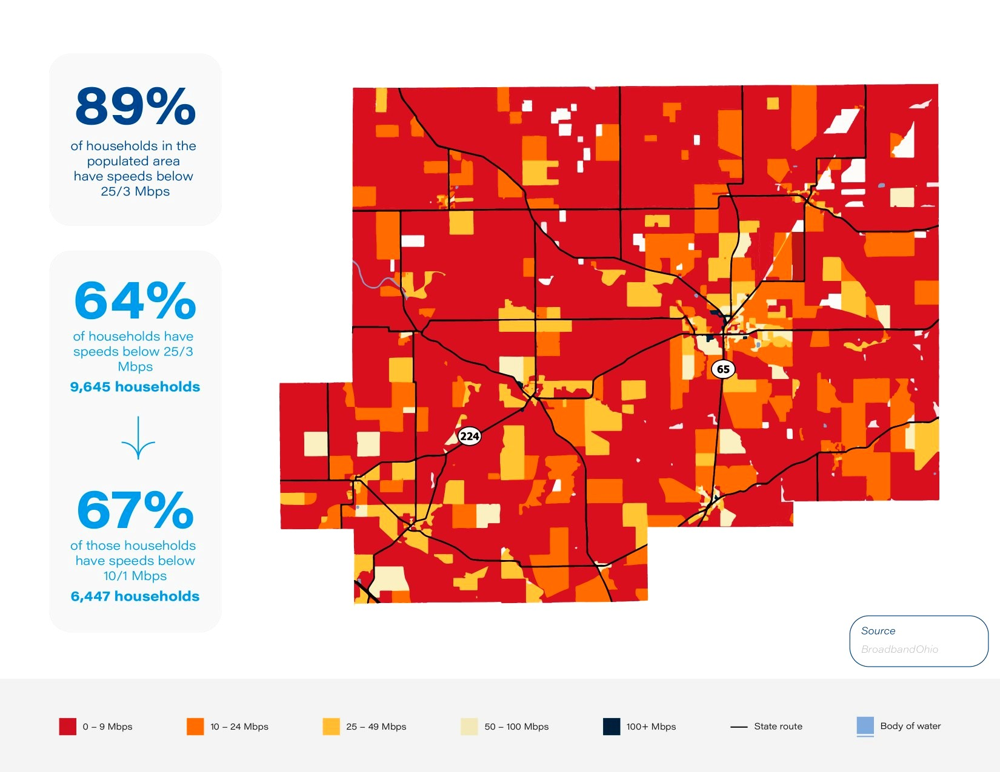 89%
of households in the
populated area
have speeds below
25/3 Mbps
64%
of households have
speeds below 25/3
Mbps
9,645 households
67%
of those households
have speeds below
10/1 Mbps
6,447 households
65
224
Source
BroadbandOhio
0 – 9 Mbps
10 – 24 Mbps
25 – 49 Mbps
50 – 100 Mbps
100+ Mbps
State route
Body of water